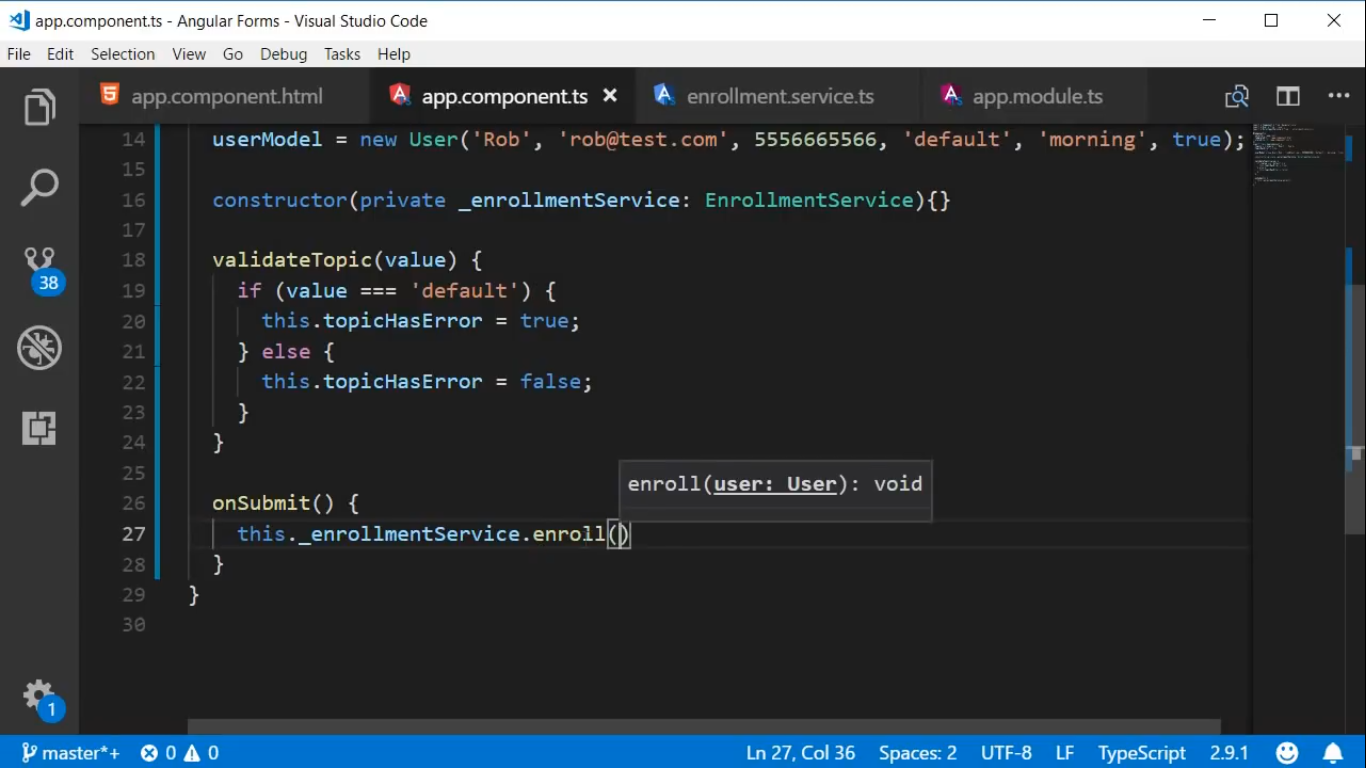 app.component.ts - Angular Forms - Visual Studio Code
File Edit Selection View Go Debug Tasks Help
app.component.html app.component.ts enrollment.service.ts app.module.ts
14 userModel = new User('Rob', 'rob@test.com', 5556665566, 'default', 'morning', true);
15
16 constructor(private _enrollmentService: EnrollmentService){}
17
18 validateTopic(value) {
19 if (value === 'default') {
20 this.topicHasError = true;
21 } else {
22 this.topicHasError = false;
23 }
24 }
25
enroll(user: User): void
26 onSubmit() {
27 this._enrollmentService.enroll()
28 }
29 }
30
38
1
master*+ 0 0 Ln 27, Col 36 Spaces: 2 UTF-8 LF TypeScript 2.9.1